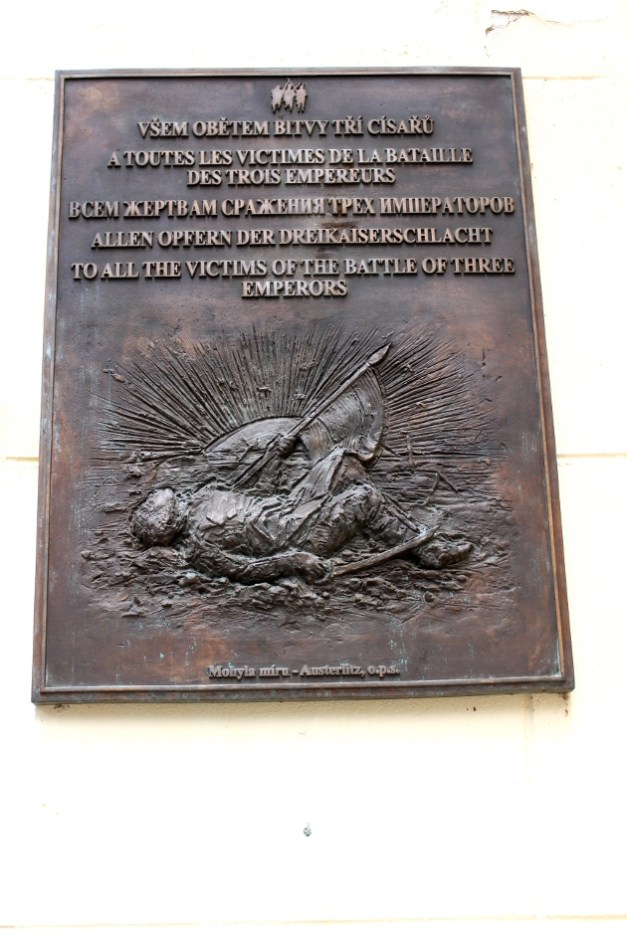 VŠEM OBĚTEM BITVY TŘÍ CÍSAŘŮ
A TOUTES LES VICTIMES DE LA BATAILLE
DES TROIS EMPEREURS
ВСЕМ ЖЕРТВАМ СРАЖЕНИЯ ТРЕХ ИМПЕРАТОРОВ
ALLEN OPFERN DER DREIKAISERSCHLACHT
TO ALL THE VICTIMS OF THE BATTLE OF THREE
EMPERORS
Mohyla míru - Austerlitz, o.p.s.